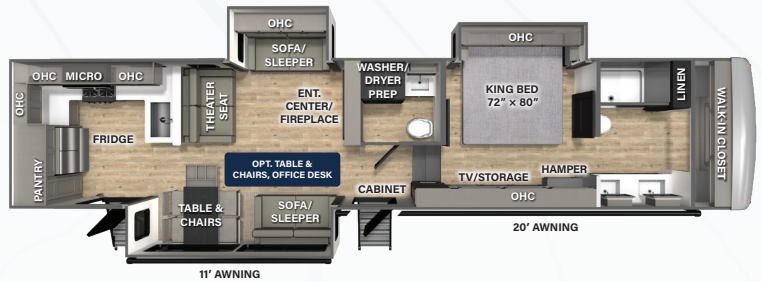 OHC
SOFA/
SLEEPER
OHC
OHC MICRO OHC
OHC
FRIDGE
PANTRY
THEATER
SEAT
ENT.
CENTER/
FIREPLACE
WASHER/
DRYER
PREP
OHC
KING BED
72” × 80”
LINEN
WALK-IN CLOSET
OPT. TABLE &
CHAIRS, OFFICE DESK
TABLE &
CHAIRS
SOFA/
SLEEPER
CABINET
TV/STORAGE
HAMPER
OHC
11’ AWNING
20’ AWNING